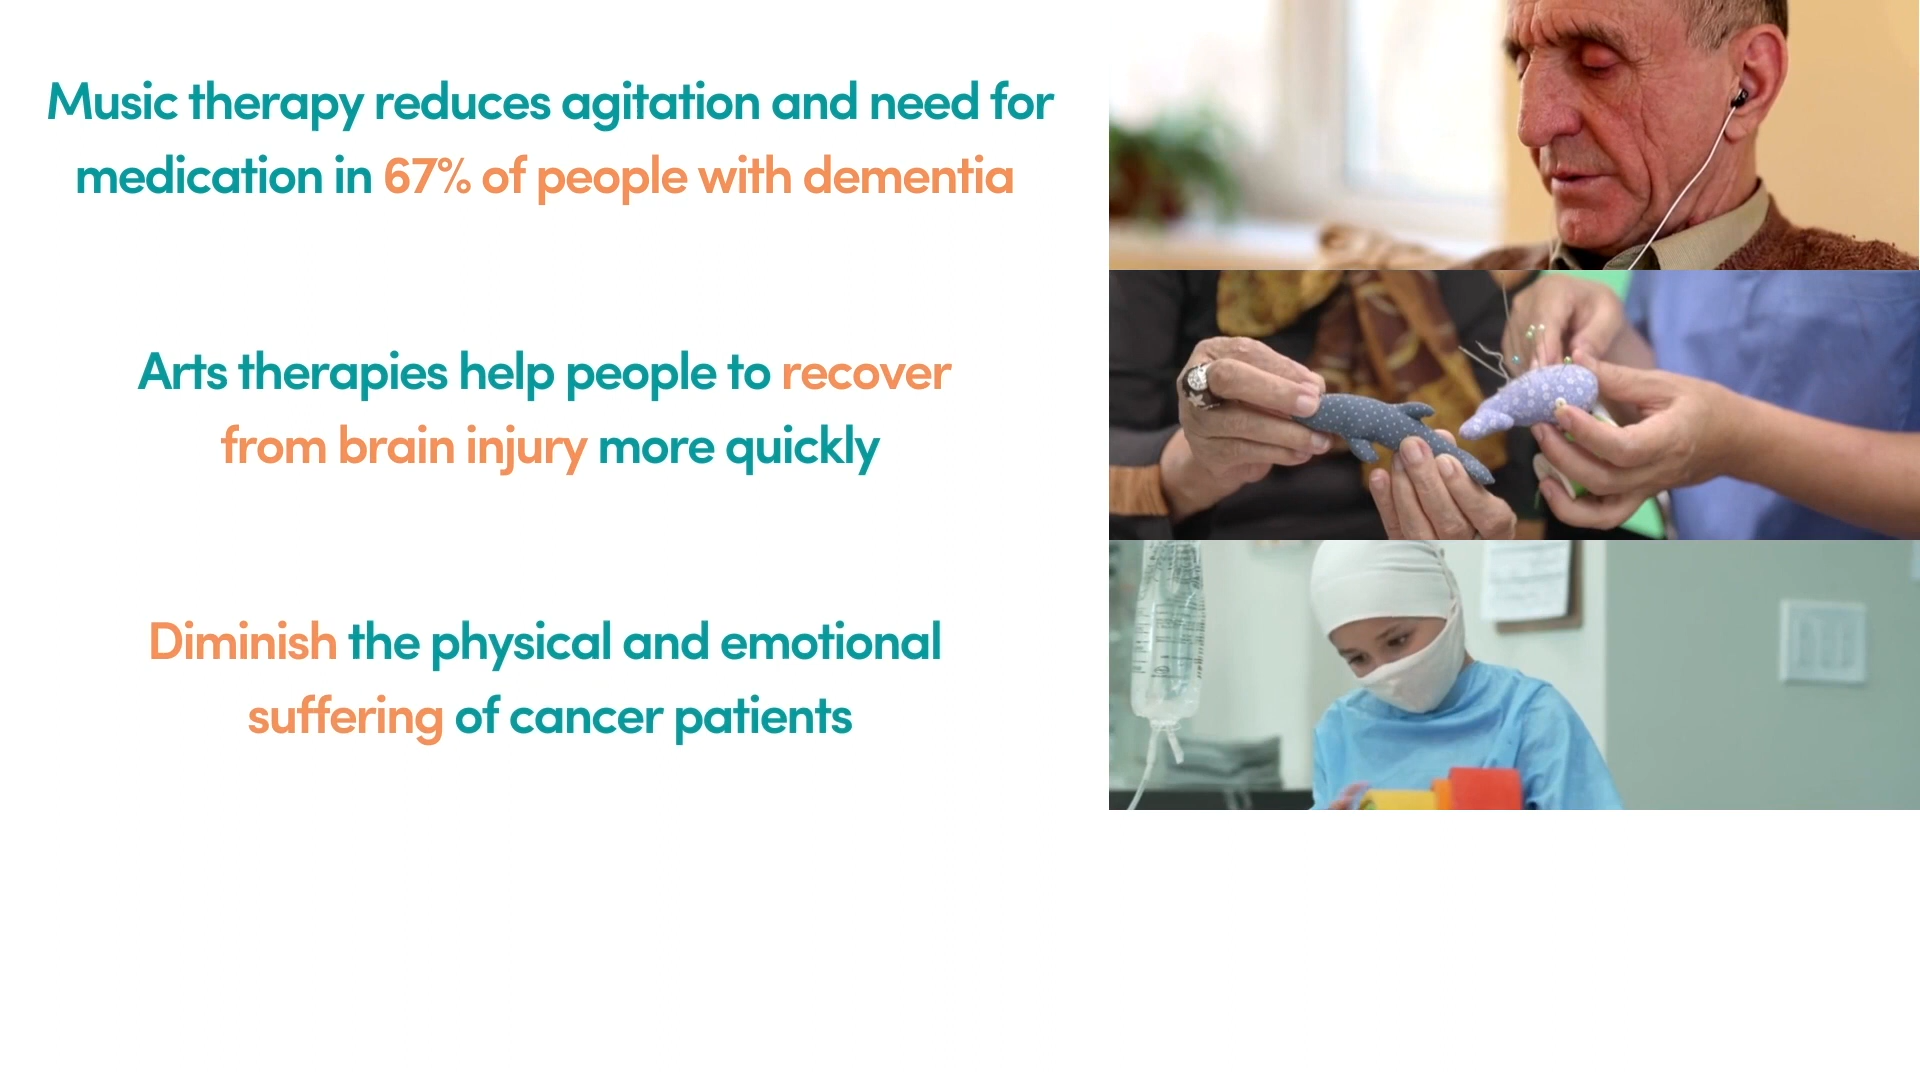 Music therapy reduces agitation and need for
medication in 67% of people with dementia
Arts therapies help people to recover
from brain injury more quickly
Diminish the physical and emotional
suffering of cancer patients